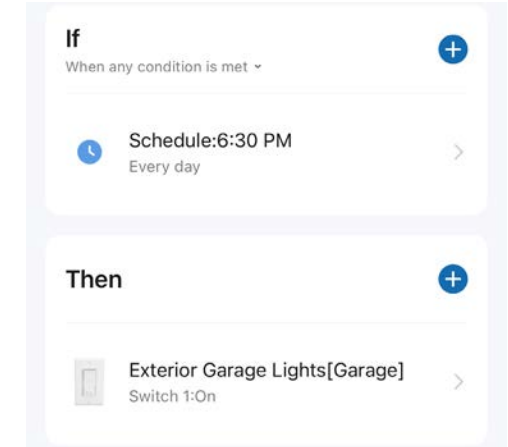 If
When any condition is met
Schedule:6:30 PM
Every day
Then
Exterior Garage Lights[Garage]
Switch 1:On